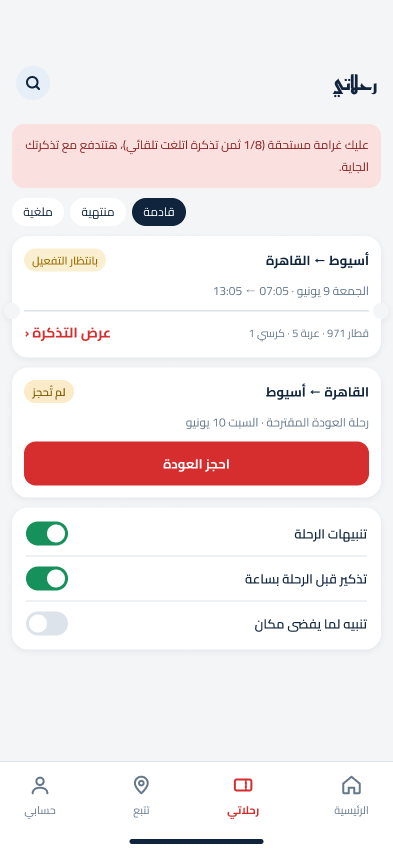 رحلاتي
عليك غرامة مستحقة (1/8 ثمن تذكرة اتلغت تلقائي)، هتتدفع مع تذكرتك
الجاية.
قادمة
منتهية
ملغية
أسيوط ← القاهرة
بانتظار التفعيل
الجمعة 9 يونيو · 07:05 ← 13:05
قطار 971 · عربة 5 · كرسي 1
عرض التذكرة ›
القاهرة ← أسيوط
لم تُحجز
رحلة العودة المقترحة · السبت 10 يونيو
احجز العودة
تنبيهات الرحلة
تذكير قبل الرحلة بساعة
تنبيه لما يفضى مكان
الرئيسية
رحلاتي
تتبع
حسابي